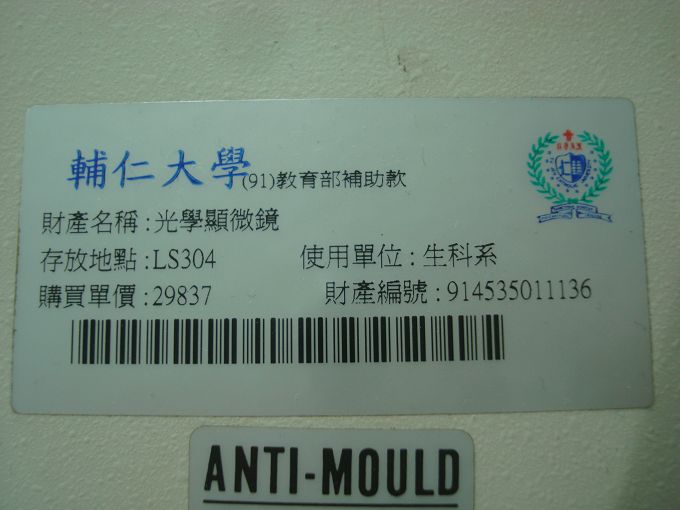 輔仁大學(91)教育部補助款
財產名稱:光學顯微鏡
存放地點:LS304 使用單位:生科系
購買單價:29837 財產編號:914535011136
ANTI-MOULD